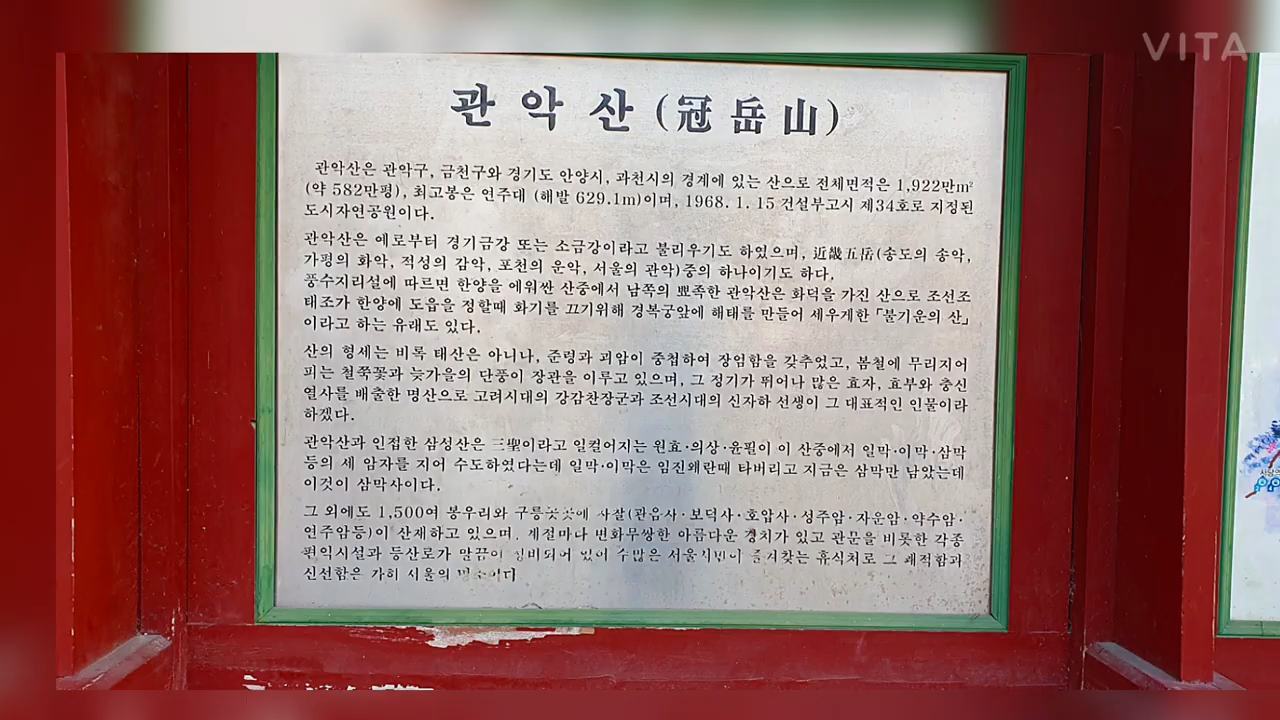 VITA
관악산(冠岳山)
관악산은 관악구, 금천구와 경기도 안양시, 과천시의 경계에 있는 산으로 전체면적은 1,922만㎡
(약 582만평), 최고봉은 연주대 (해발 629.1m)이며, 1968. 1. 15 건설부고시 제34호로 지정된
도시자연공원이다.
관악산은 예로부터 경기금강 또는 소금강이라고 불리우기도 하였으며, 近畿五岳(송도의 송악,
가평의 화악, 적성의 감악, 포천의 운악, 서울의 관악)중의 하나이기도 하다.
풍수지리설에 따르면 한양을 에워싼 산중에서 남쪽의 뾰족한 관악산은 화덕을 가진 산으로 조선조
태조가 한양에 도읍을 정할때 화기를 끄기위해 경복궁앞에 해태를 만들어 세우게한 「불기운의 산」
이라고 하는 유래도 있다.
산의 형세는 비록 태산은 아니나, 준령과 괴암이 중첩하여 장엄함을 갖추었고, 봄철에 무리지어
피는 철쭉꽃과 늦가을의 단풍이 장관을 이루고 있으며, 그 정기가 뛰어나 많은 효자, 효부와 충신
열사를 배출한 명산으로 고려시대의 강감찬장군과 조선시대의 신자하 선생이 그 대표적인 인물이라
하겠다.
관악산과 인접한 삼성산은 三聖이라고 일컬어지는 원효·의상·윤필이 이 산중에서 일막·이막·삼막
등의 세 암자를 지어 수도하였다는데 일막·이막은 임진왜란때 타버리고 지금은 삼막만 남았는데
이것이 삼막사이다.
그 외에도 1,500여 봉우리와 구릉곳곳에 사찰(관음사·보덕사·호압사·성주암·자운암·약수암·
연주암등)이 산재하고 있으며, 계절마다 변화무쌍한 아름다운 경치가 있고 관문을 비롯한 각종
편익시설과 등산로가 말끔이 정비되어 있어 수많은 서울시민이 즐겨찾는 휴식처로 그 쾌적함과
신선함은 가히 서울의 명소이다